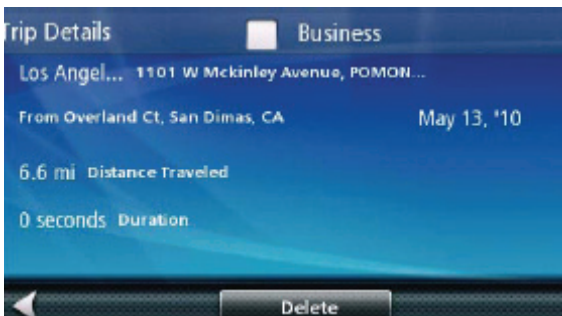 Trip Details Business
Los Angel... 1101 W Mckinley Avenue, POMON...
From Overland Ct, San Dimas, CA May 13, '10
6.6 mi Distance Traveled
0 seconds Duration
Delete